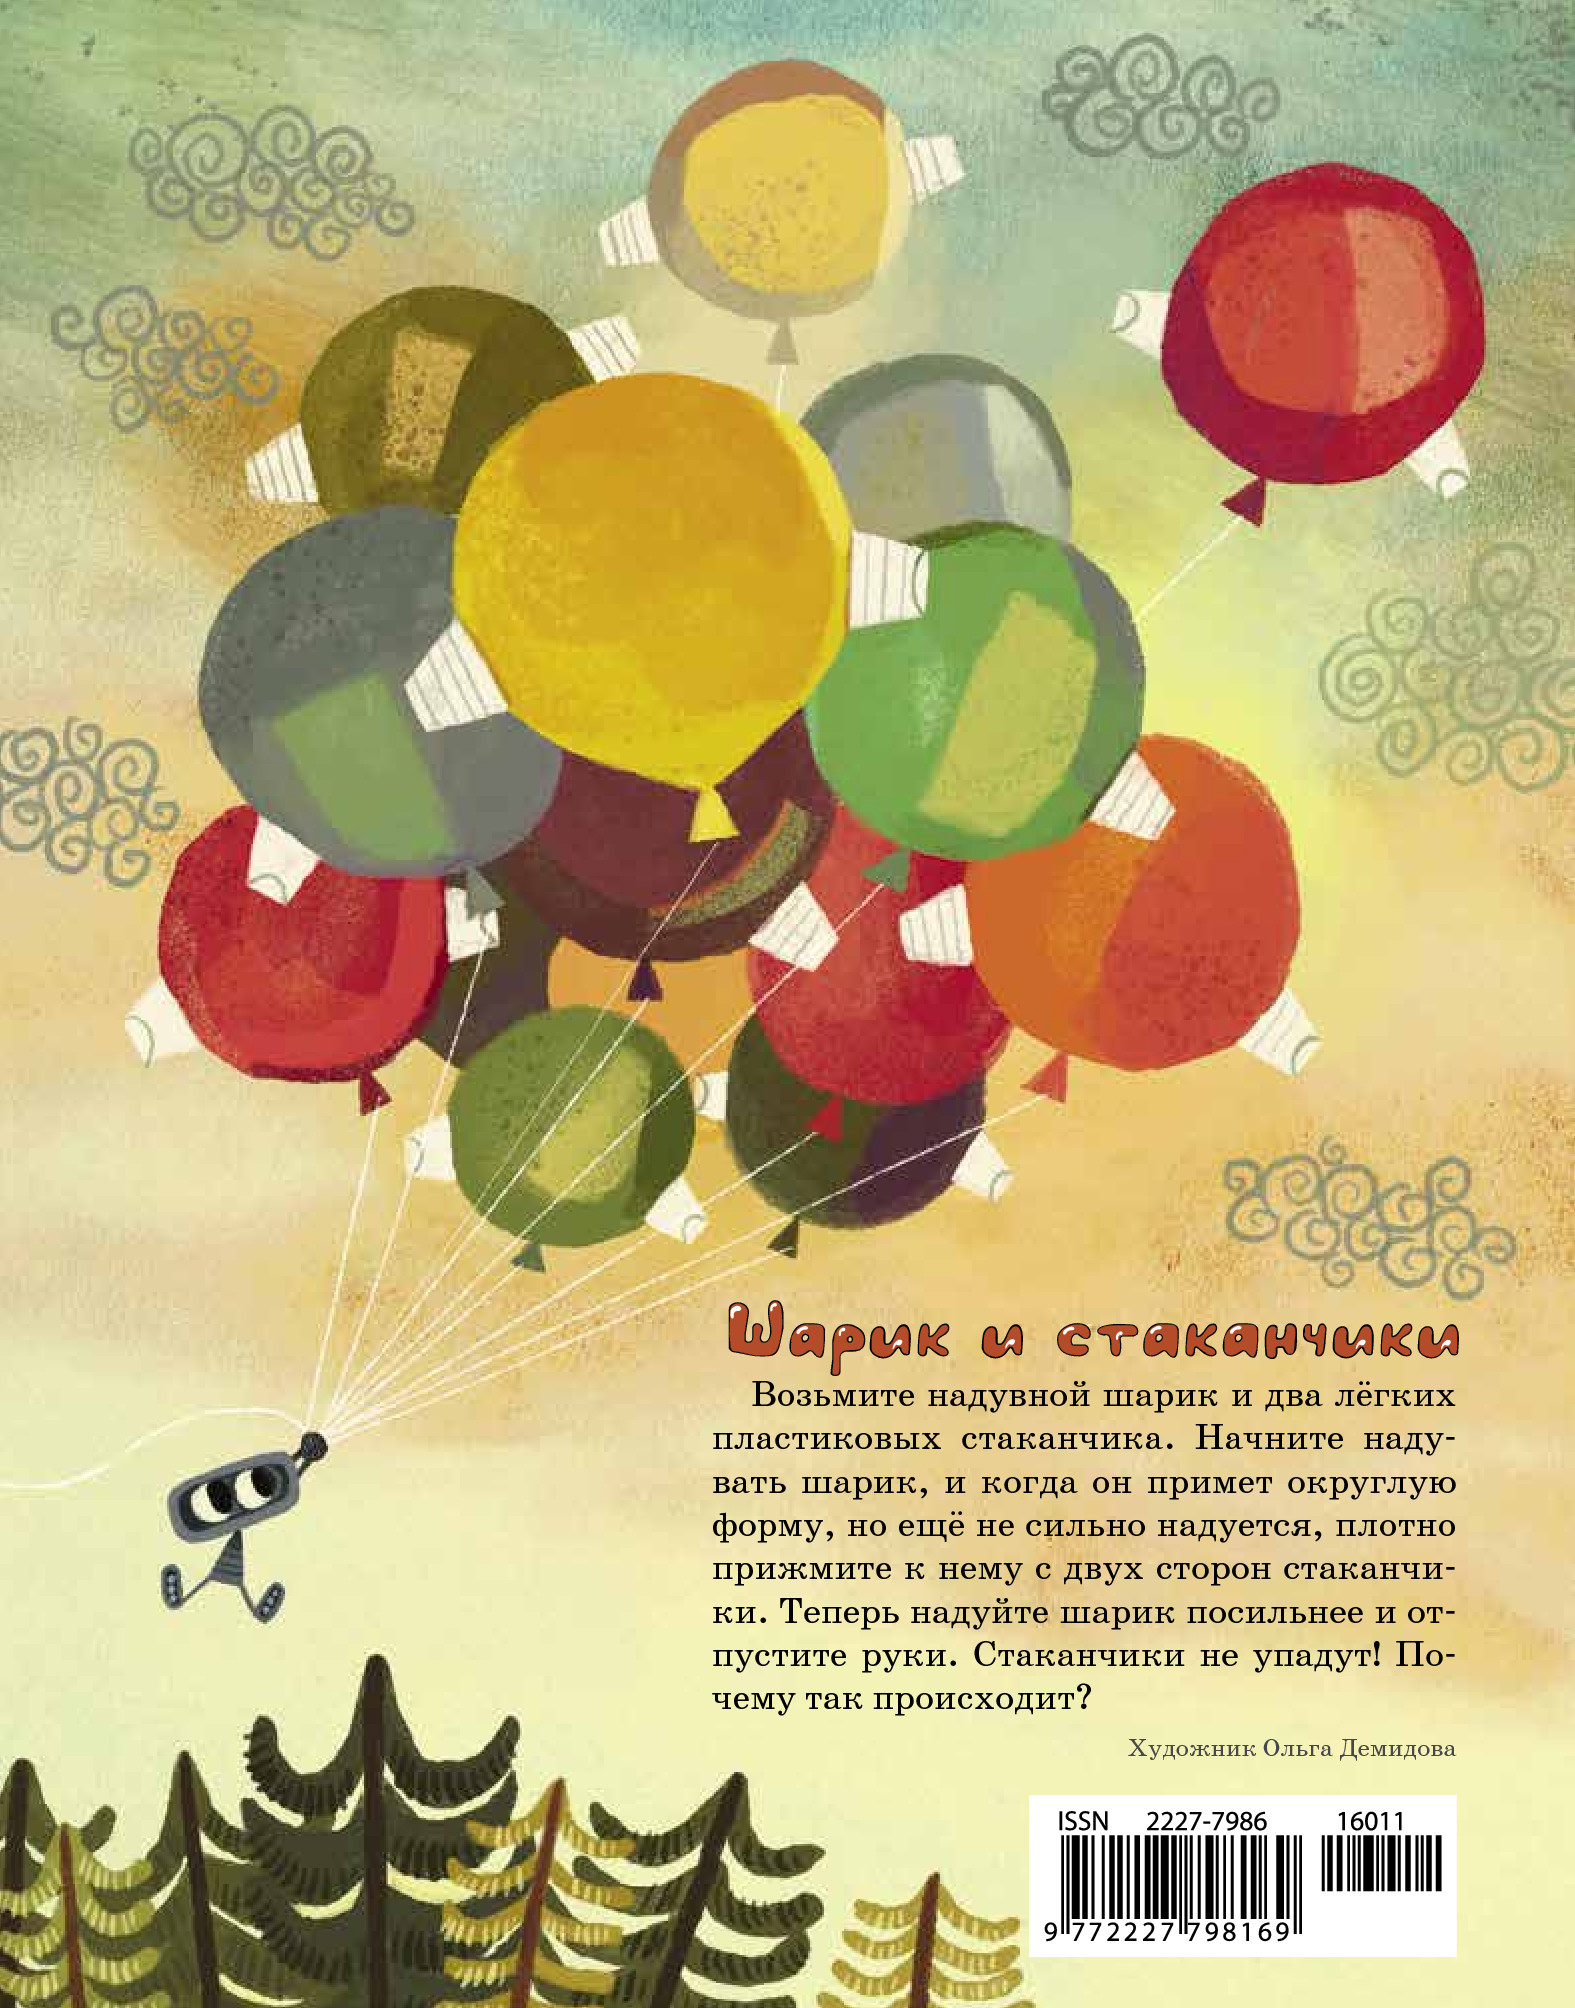 Шарик и стаканчики
Возьмите надувной шарик и два лёгких
пластиковых стаканчика. Начните наду-
вать шарик, и когда он примет округлую
форму, но ещё не сильно надуется, плотно
прижмите к нему с двух сторон стаканчи-
ки. Теперь надуйте шарик посильнее и от-
пустите руки. Стаканчики не упадут! По-
чему так происходит?
Художник Ольга Демидова
ISSN 2227-7986 16011
9 772227 798169